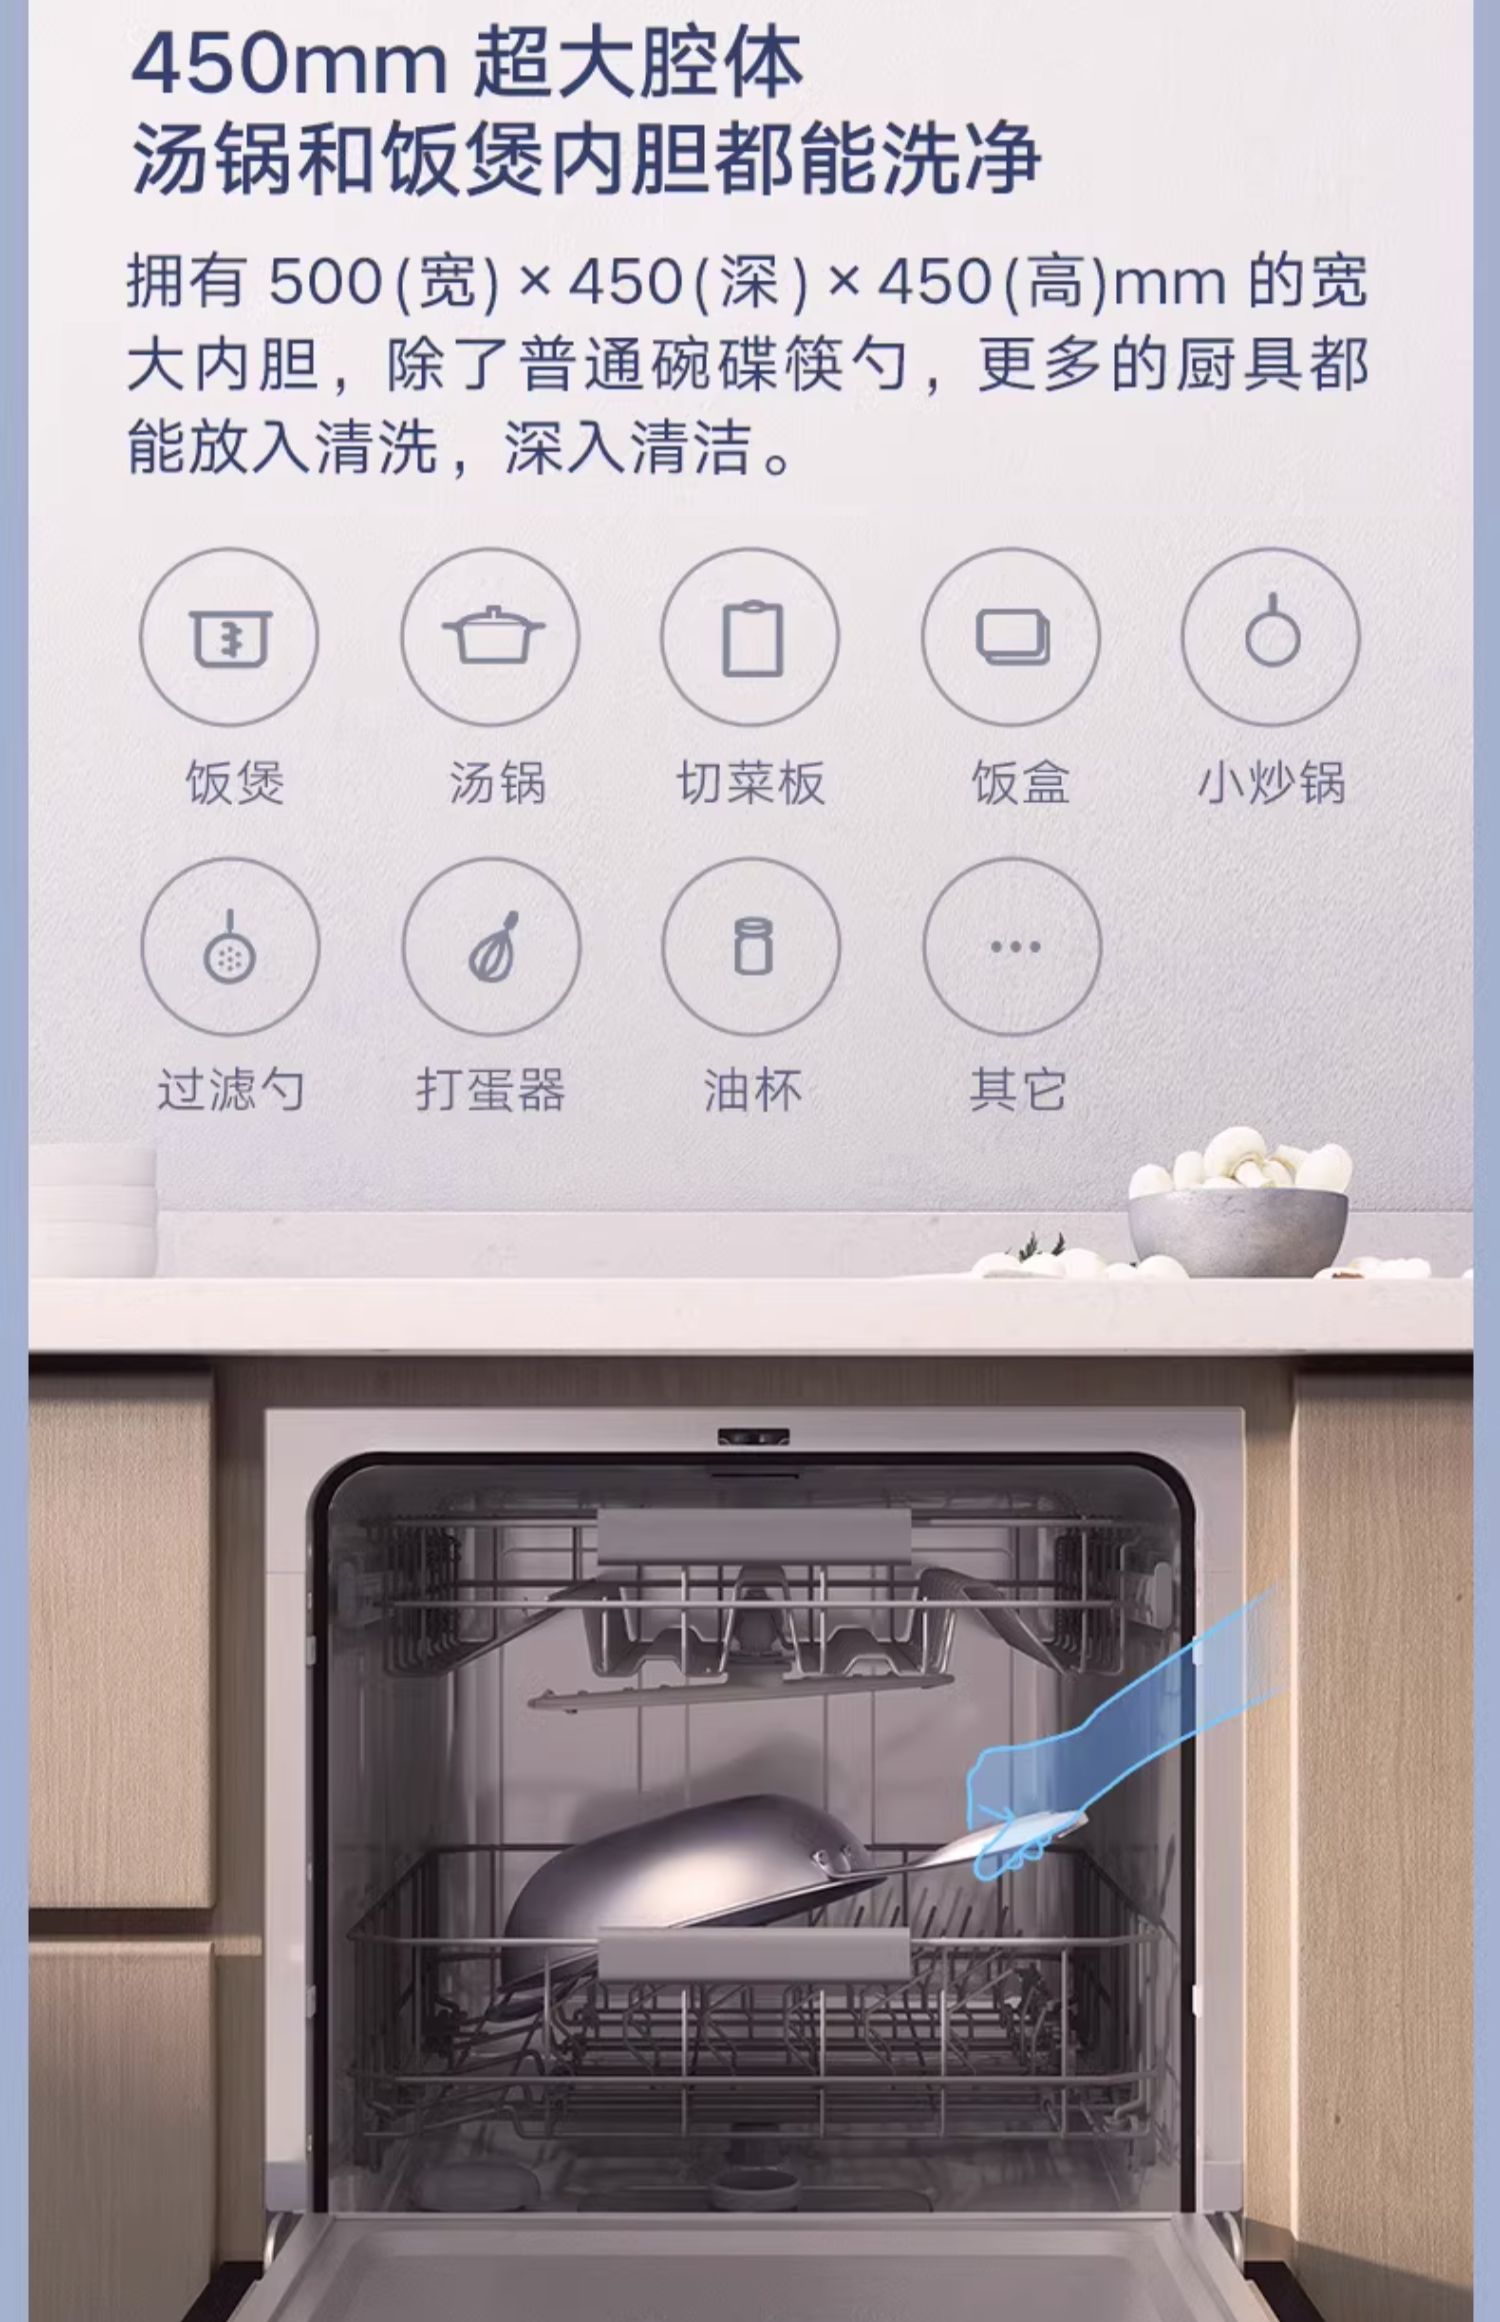 450mm 超大腔体
汤锅和饭煲内胆都能洗净
拥有 500(宽)×450(深)×450(高)mm 的宽
大内胆，除了普通碗碟筷勺，更多的厨具都
能放入清洗，深入清洁。
饭煲 汤锅 切菜板 饭盒 小炒锅
过滤勺 打蛋器 油杯 其它